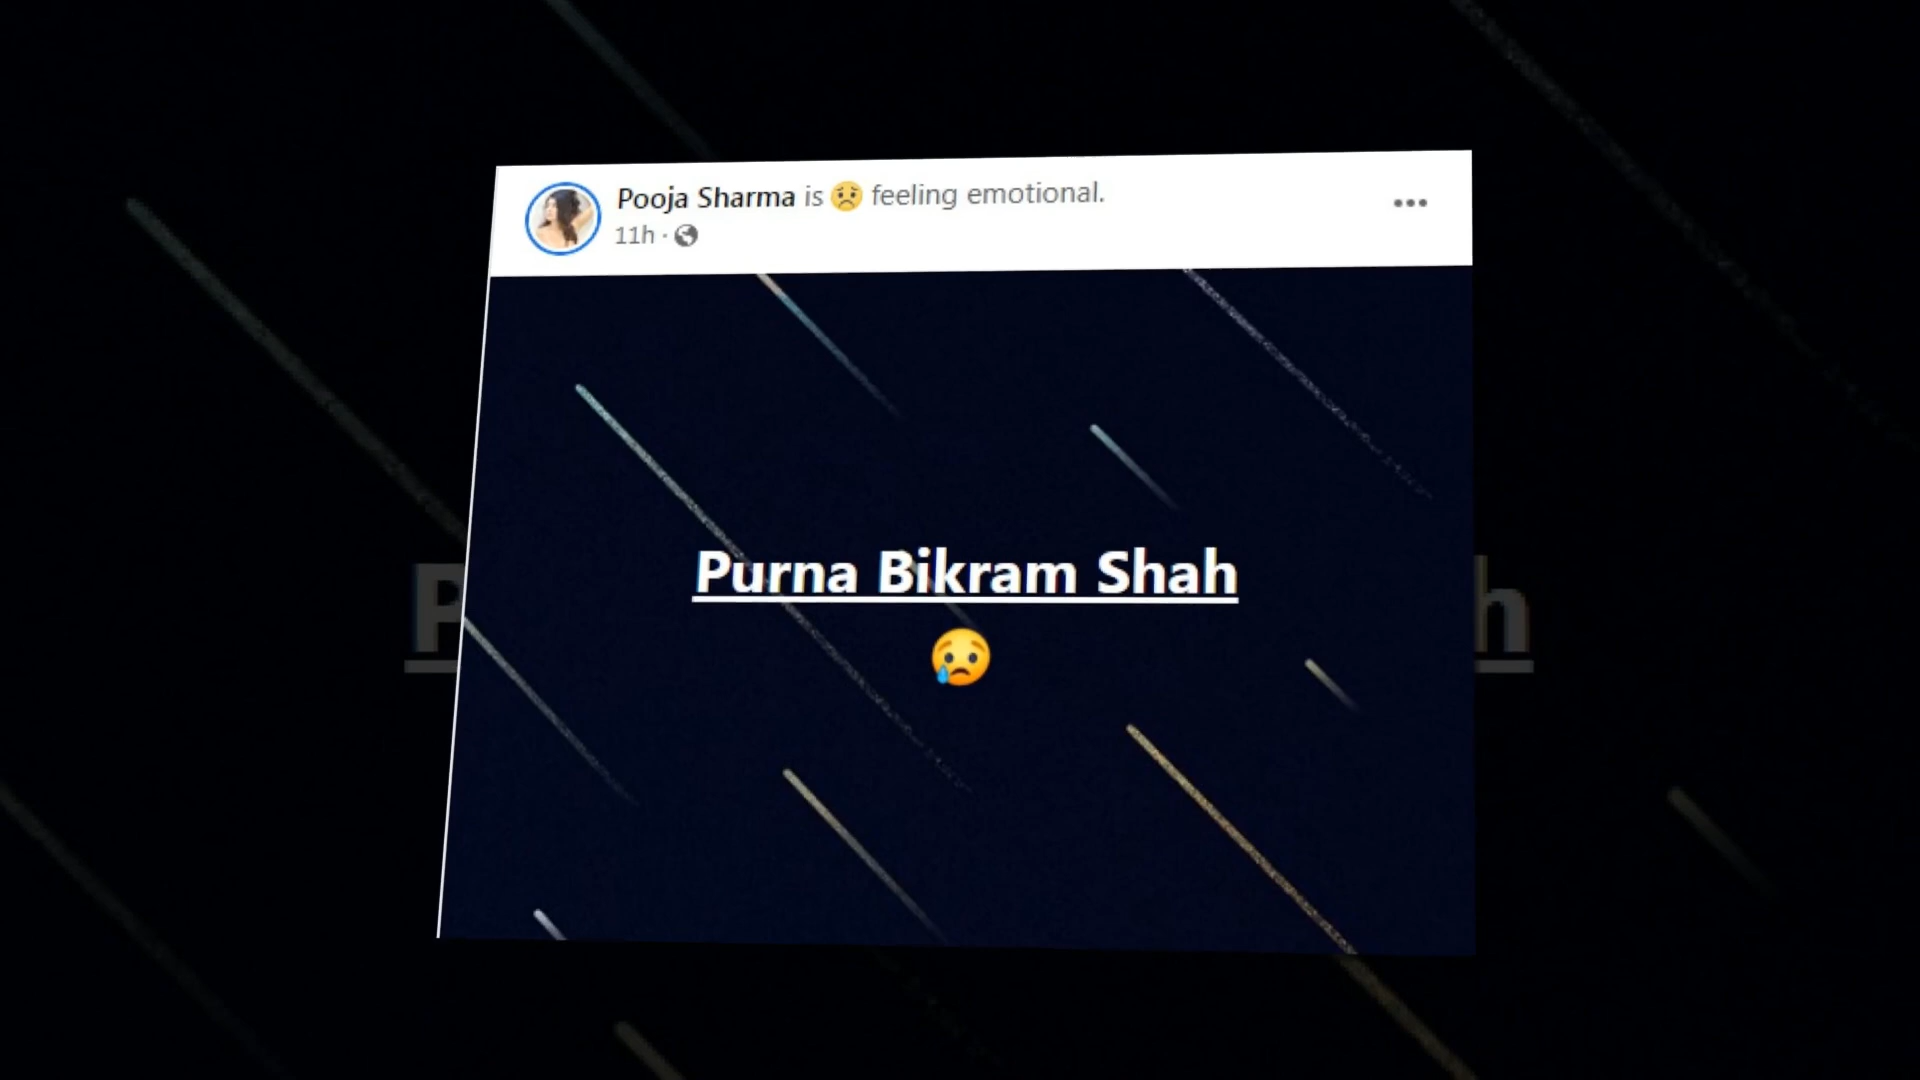 Pooja Sharma is 😟 feeling emotional.
11h ·
Purna Bikram Shah
😢